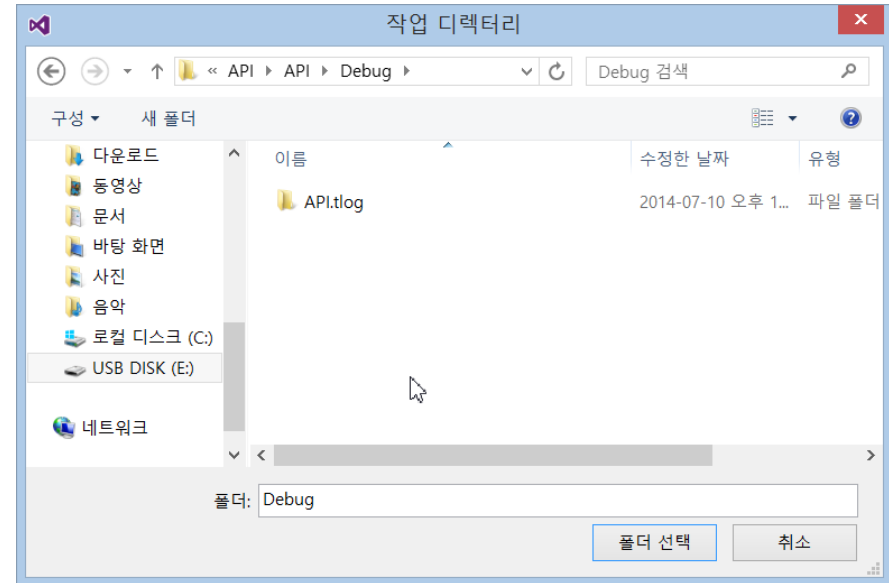 작업 디렉터리
« API API Debug
Debug 검색
구성 새 폴더
이름 수정한 날짜 유형
API.tlog 2014-07-10 오후 1... 파일 폴더
다운로드
동영상
문서
바탕 화면
사진
음악
로컬 디스크 (C:)
USB DISK (E:)
네트워크
폴더: Debug
폴더 선택 취소